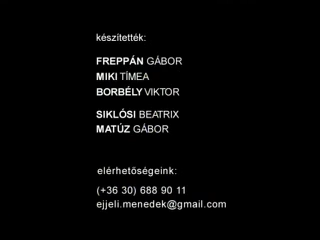 készítették:
FREPPÁN GÁBOR
MIKI TÍMEA
BORBÉLY VIKTOR
SIKLÓSI BEATRIX
MATÚZ GÁBOR
elérhetőségeink:
(+36 30) 688 90 11
ejjeli.menedek@gmail.com